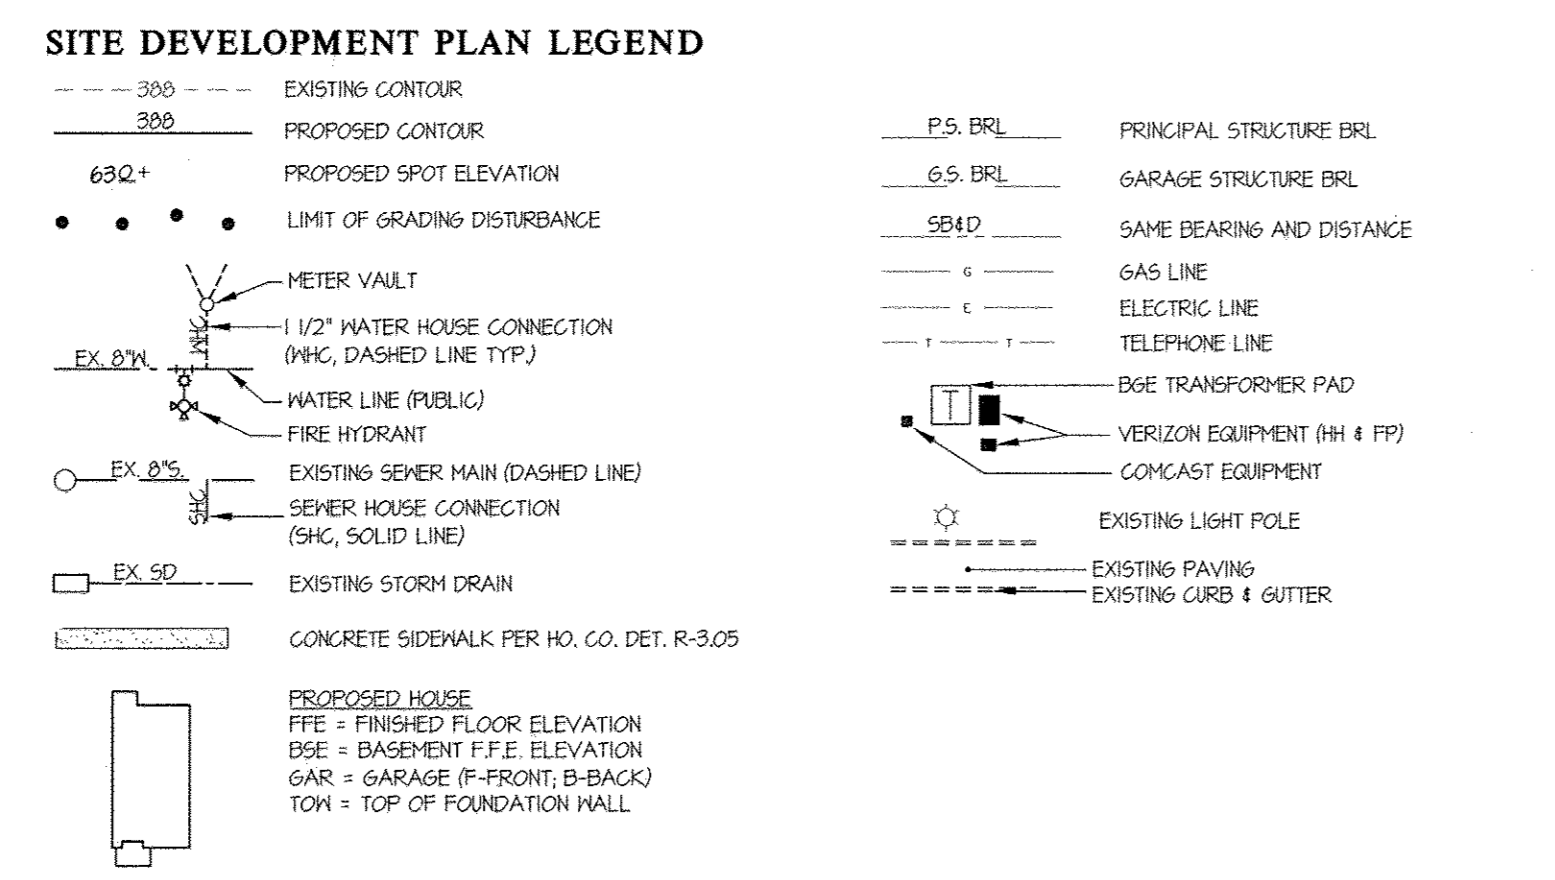 SITE DEVELOPMENT PLAN LEGEND
388 EXISTING CONTOUR
388 PROPOSED CONTOUR
630+ PROPOSED SPOT ELEVATION
LIMIT OF GRADING DISTURBANCE
METER VAULT
1 1/2" WATER HOUSE CONNECTION
(WHC, DASHED LINE TYP.)
WHC
EX. 8"W.
WATER LINE (PUBLIC)
FIRE HYDRANT
EX. 8"S. EXISTING SEWER MAIN (DASHED LINE)
SHC
SEWER HOUSE CONNECTION
(SHC, SOLID LINE)
EX. SD EXISTING STORM DRAIN
CONCRETE SIDEWALK PER HO. CO. DET. R-3.05
PROPOSED HOUSE
FFE = FINISHED FLOOR ELEVATION
BSE = BASEMENT F.F.E. ELEVATION
GAR = GARAGE (F-FRONT; B-BACK)
TOW = TOP OF FOUNDATION WALL
P.S. BRL PRINCIPAL STRUCTURE BRL
G.S. BRL GARAGE STRUCTURE BRL
SB&D SAME BEARING AND DISTANCE
G GAS LINE
E ELECTRIC LINE
T T TELEPHONE LINE
T BGE TRANSFORMER PAD
VERIZON EQUIPMENT (HH & FP)
COMCAST EQUIPMENT
EXISTING LIGHT POLE
EXISTING PAVING
EXISTING CURB & GUTTER